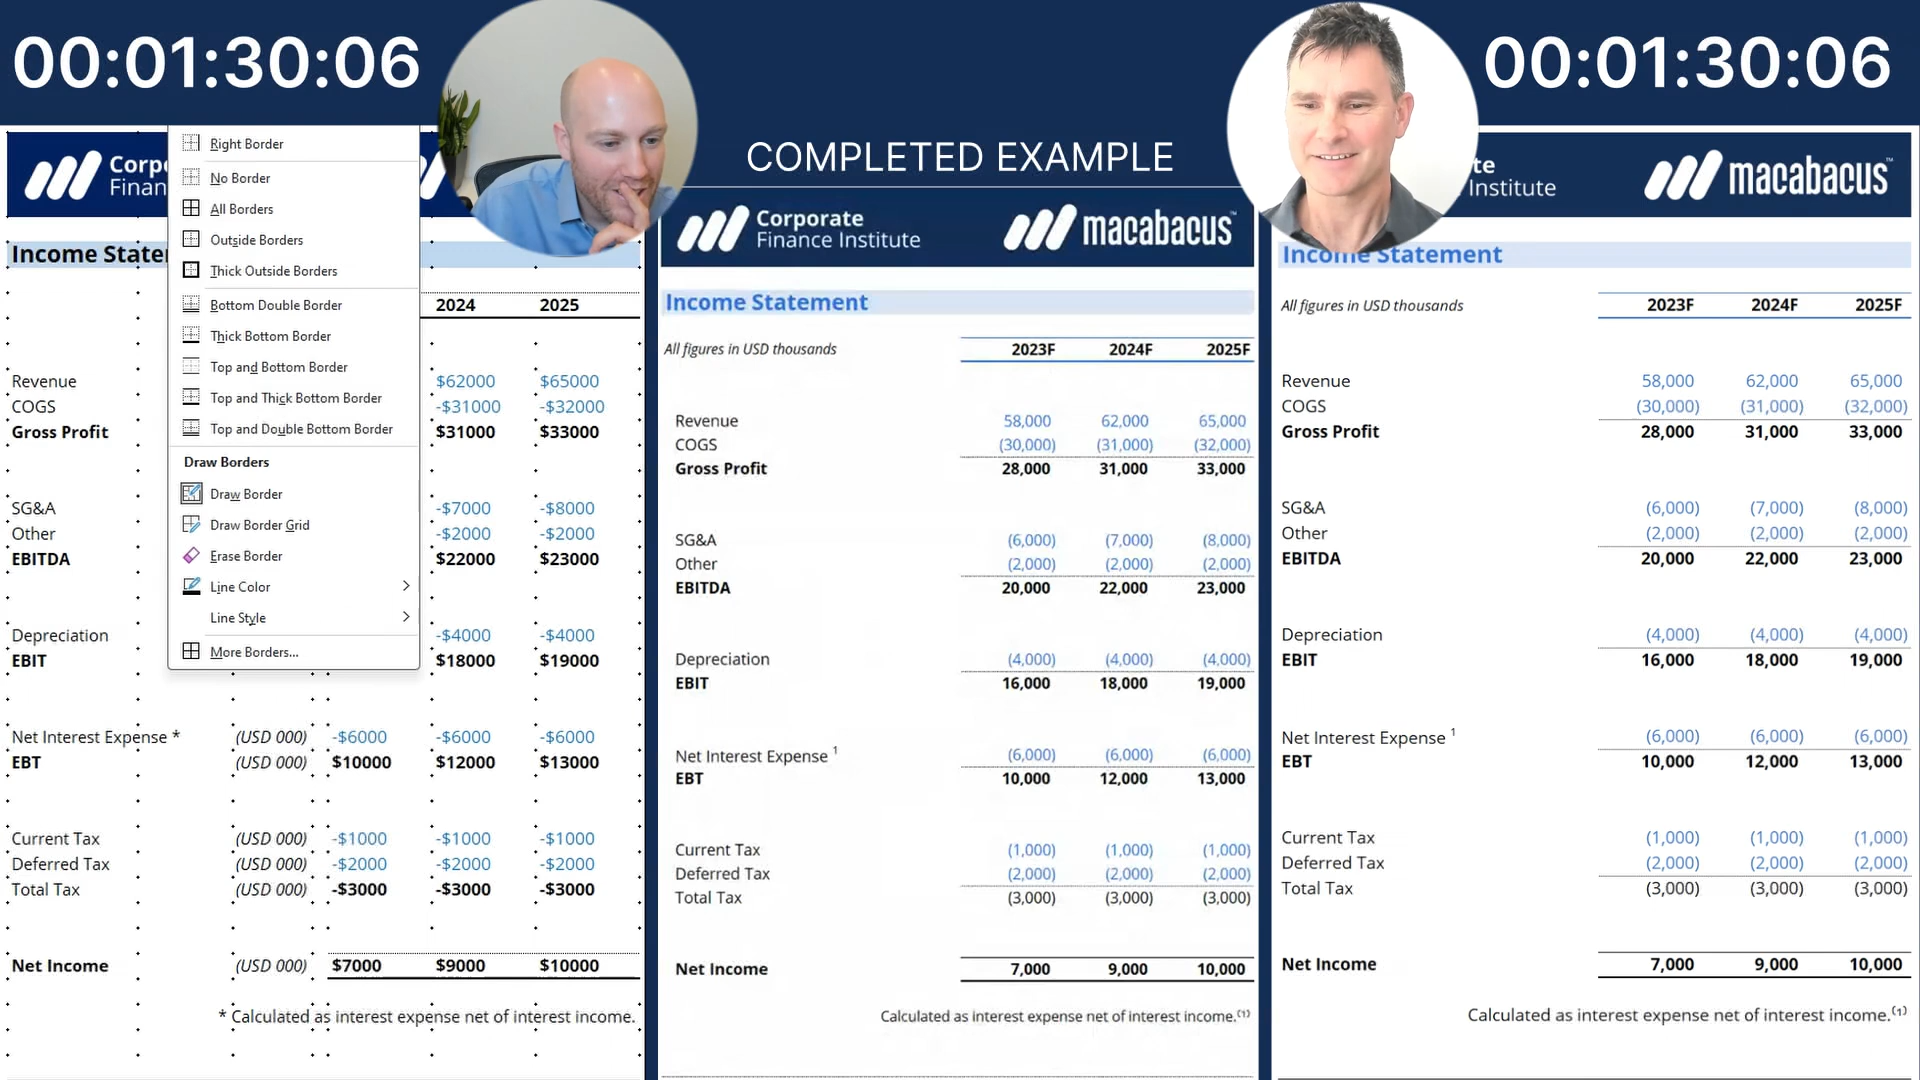 00:01:30:06
00:01:30:06
COMPLETED EXAMPLE
Corp
Finan
Income Stater
2024 2025
Revenue $62000 $65000
COGS -$31000 -$32000
Gross Profit $31000 $33000
SG&A -$7000 -$8000
Other -$2000 -$2000
EBITDA $22000 $23000
Depreciation -$4000 -$4000
EBIT $18000 $19000
Net Interest Expense * (USD 000) -$6000 -$6000 -$6000
EBT (USD 000) $10000 $12000 $13000
Current Tax (USD 000) -$1000 -$1000 -$1000
Deferred Tax (USD 000) -$2000 -$2000 -$2000
Total Tax (USD 000) -$3000 -$3000 -$3000
Net Income (USD 000) $7000 $9000 $10000
* Calculated as interest expense net of interest income.
Right Border
No Border
All Borders
Outside Borders
Thick Outside Borders
Bottom Double Border
Thick Bottom Border
Top and Bottom Border
Top and Thick Bottom Border
Top and Double Bottom Border
Draw Borders
Draw Border
Draw Border Grid
Erase Border
Line Color
Line Style
More Borders...
Corporate
Finance Institute
macabacus™
Income Statement
All figures in USD thousands 2023F 2024F 2025F
Revenue 58,000 62,000 65,000
COGS (30,000) (31,000) (32,000)
Gross Profit 28,000 31,000 33,000
SG&A (6,000) (7,000) (8,000)
Other (2,000) (2,000) (2,000)
EBITDA 20,000 22,000 23,000
Depreciation (4,000) (4,000) (4,000)
EBIT 16,000 18,000 19,000
Net Interest Expense ¹ (6,000) (6,000) (6,000)
EBT 10,000 12,000 13,000
Current Tax (1,000) (1,000) (1,000)
Deferred Tax (2,000) (2,000) (2,000)
Total Tax (3,000) (3,000) (3,000)
Net Income 7,000 9,000 10,000
Calculated as interest expense net of interest income.⁽¹⁾
te
Institute
macabacus™
Income Statement
All figures in USD thousands 2023F 2024F 2025F
Revenue 58,000 62,000 65,000
COGS (30,000) (31,000) (32,000)
Gross Profit 28,000 31,000 33,000
SG&A (6,000) (7,000) (8,000)
Other (2,000) (2,000) (2,000)
EBITDA 20,000 22,000 23,000
Depreciation (4,000) (4,000) (4,000)
EBIT 16,000 18,000 19,000
Net Interest Expense ¹ (6,000) (6,000) (6,000)
EBT 10,000 12,000 13,000
Current Tax (1,000) (1,000) (1,000)
Deferred Tax (2,000) (2,000) (2,000)
Total Tax (3,000) (3,000) (3,000)
Net Income 7,000 9,000 10,000
Calculated as interest expense net of interest income.⁽¹⁾